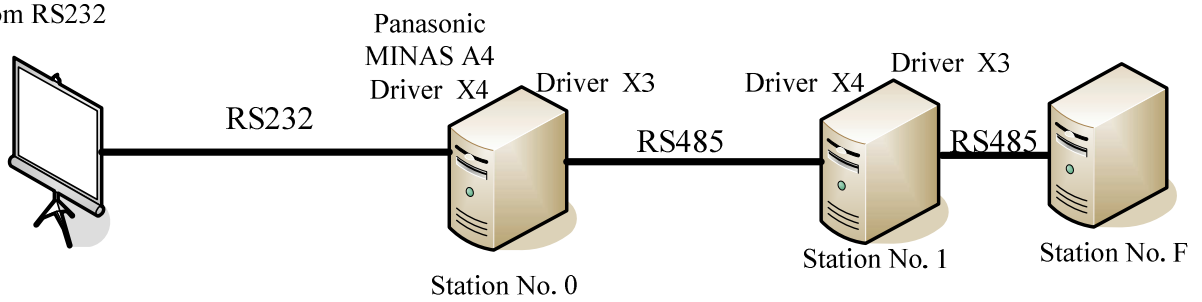 RS232
Panasonic
MINAS A4
Driver X4
Driver X3
Driver X4
Driver X3
RS232
RS485
RS485
Station No. 0
Station No. 1
Station No. F